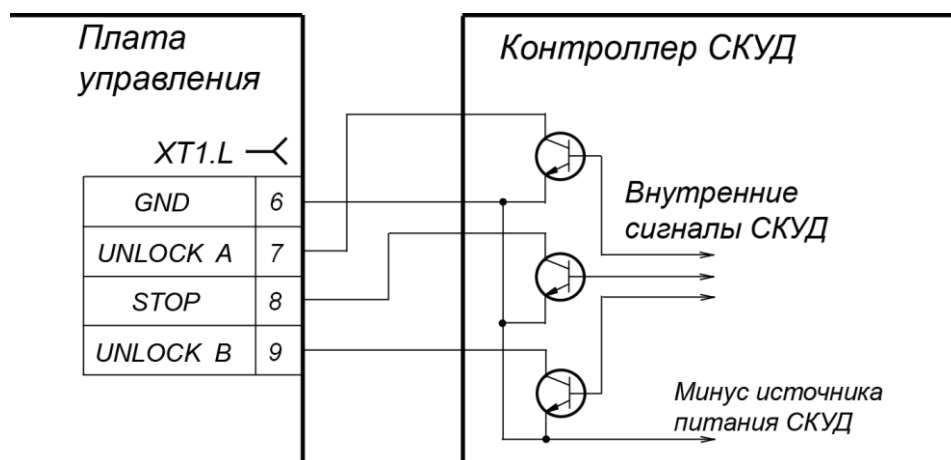 Плата
управления
XT1.L
GND 6
UNLOCK A 7
STOP 8
UNLOCK B 9
Контроллер СКУД
Внутренние
сигналы СКУД
Минус источника
питания СКУД